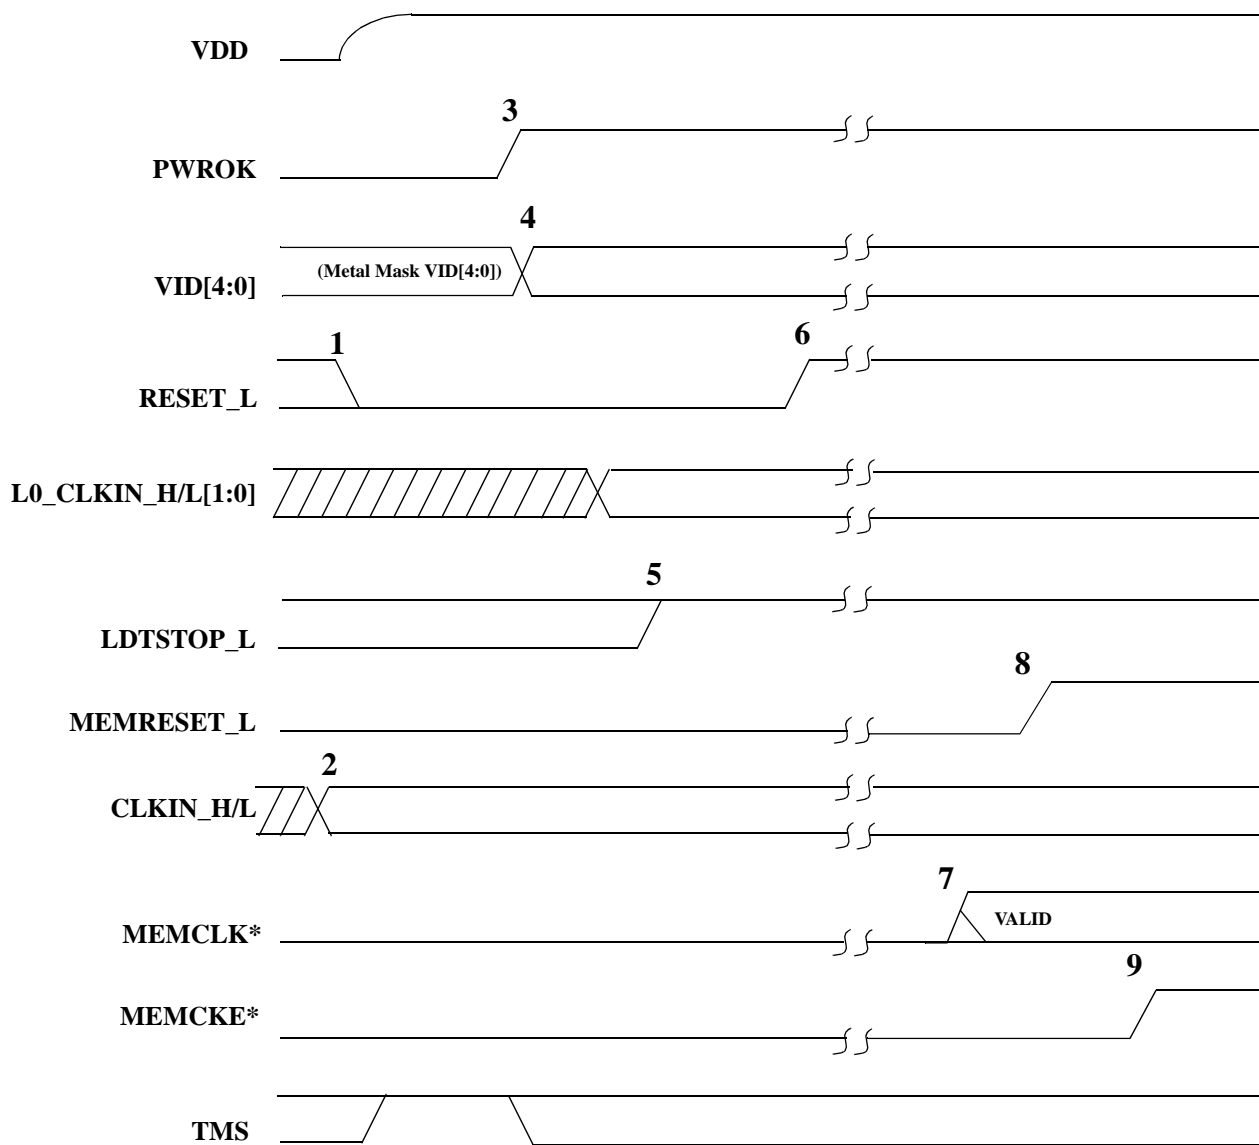 VDD
3
PWROK
4
(Metal Mask VID[4:0])
VID[4:0]
1
6
RESET_L
L0_CLKIN_H/L[1:0]
5
LDTSTOP_L
8
MEMRESET_L
2
CLKIN_H/L
7
VALID
MEMCLK*
9
MEMCKE*
TMS